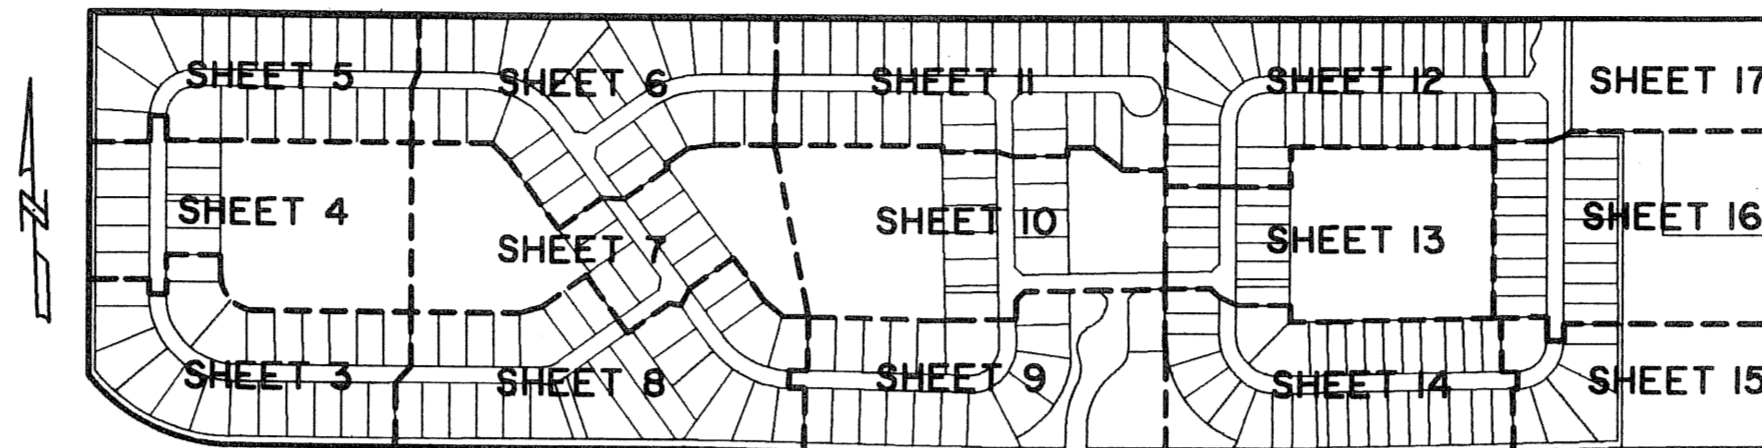 SHEET 5
SHEET 6
SHEET 11
SHEET 12
SHEET 17
N
SHEET 4
SHEET 7
SHEET 10
SHEET 13
SHEET 16
SHEET 3
SHEET 8
SHEET 9
SHEET 14
SHEET 15